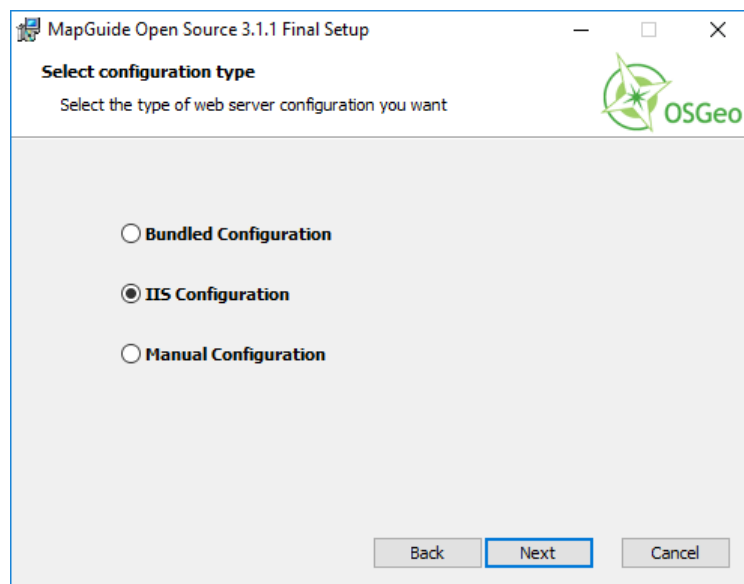 MapGuide Open Source 3.1.1 Final Setup
Select configuration type
Select the type of web server configuration you want
OSGeo
Bundled Configuration
IIS Configuration
Manual Configuration
Back Next Cancel